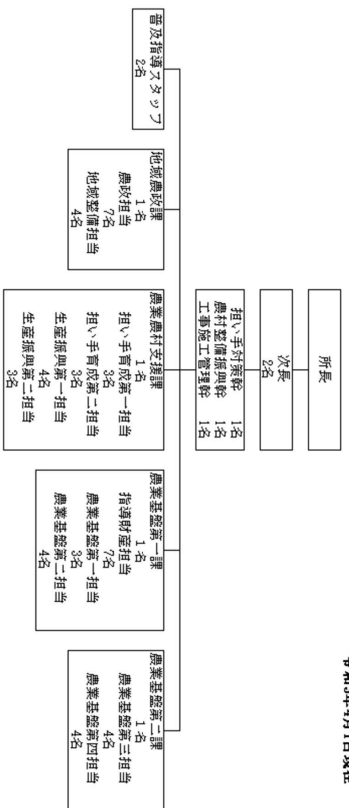 所長
次長
2名
担い手対策幹 1名
農村整備振興幹 1名
工事施工管理幹 1名
普及指導スタッフ
2名
地域農政課
1名
農政担当
7名
地域整備担当
4名
農業農村支援課
1名
担い手育成第一担当
3名
担い手育成第二担当
3名
生産振興第一担当
4名
生産振興第二担当
3名
農業基盤第一課
1名
指導財産担当
7名
農業基盤第一担当
3名
農業基盤第二担当
4名
農業基盤第二課
1名
農業基盤第三担当
4名
農業基盤第四担当
4名